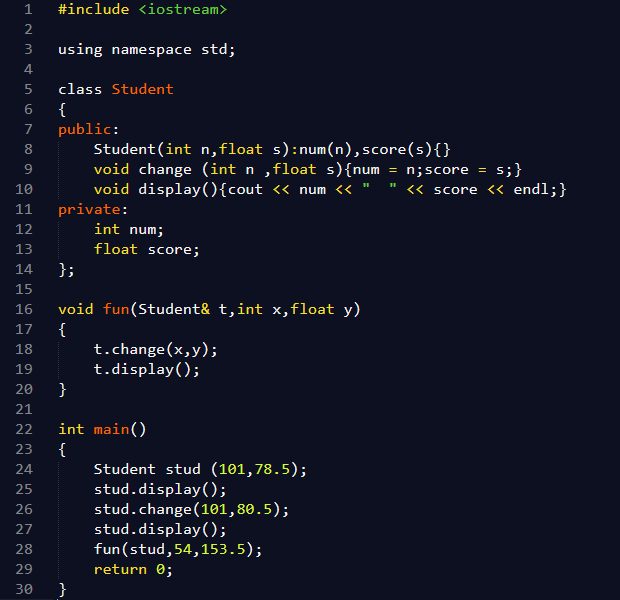 1 #include <iostream>
2
3 using namespace std;
4
5 class Student
6 {
7 public:
8     Student(int n,float s):num(n),score(s){}
9     void change (int n ,float s){num = n;score = s;}
10     void display(){cout << num << "  " << score << endl;}
11 private:
12     int num;
13     float score;
14 };
15
16 void fun(Student& t,int x,float y)
17 {
18     t.change(x,y);
19     t.display();
20 }
21
22 int main()
23 {
24     Student stud (101,78.5);
25     stud.display();
26     stud.change(101,80.5);
27     stud.display();
28     fun(stud,54,153.5);
29     return 0;
30 }